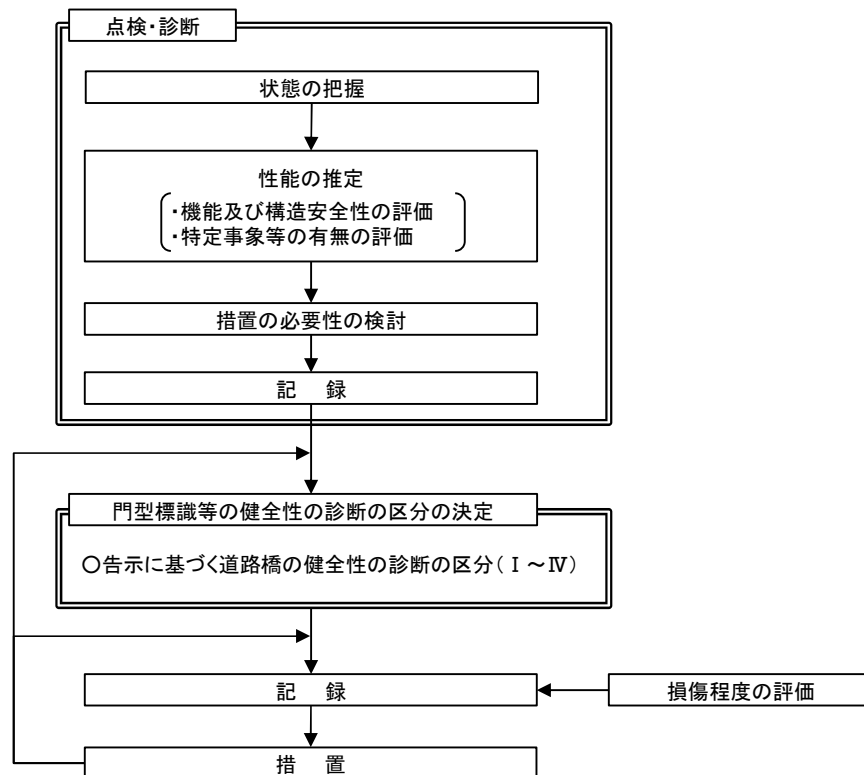 点検・診断
状態の把握
性能の推定
・機能及び構造安全性の評価
・特定事象等の有無の評価
措置の必要性の検討
記　録
門型標識等の健全性の診断の区分の決定
○告示に基づく道路橋の健全性の診断の区分（Ⅰ～Ⅳ）
記　録
損傷程度の評価
措　置